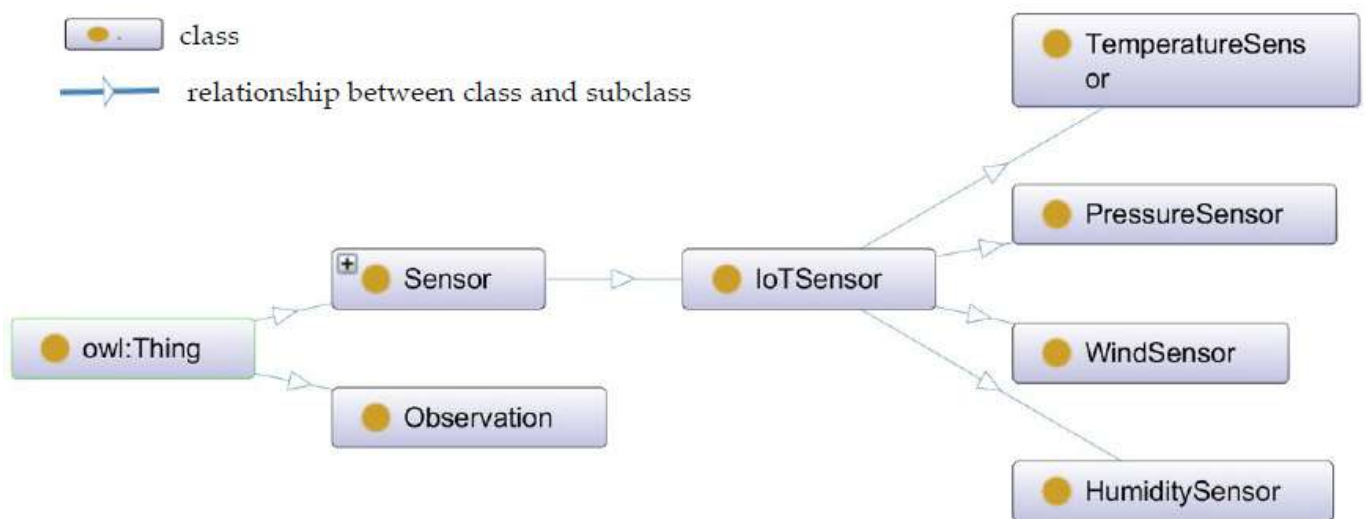 class
relationship between class and subclass
TemperatureSens
or
PressureSensor
Sensor
IoTSensor
owl:Thing
WindSensor
Observation
HumiditySensor